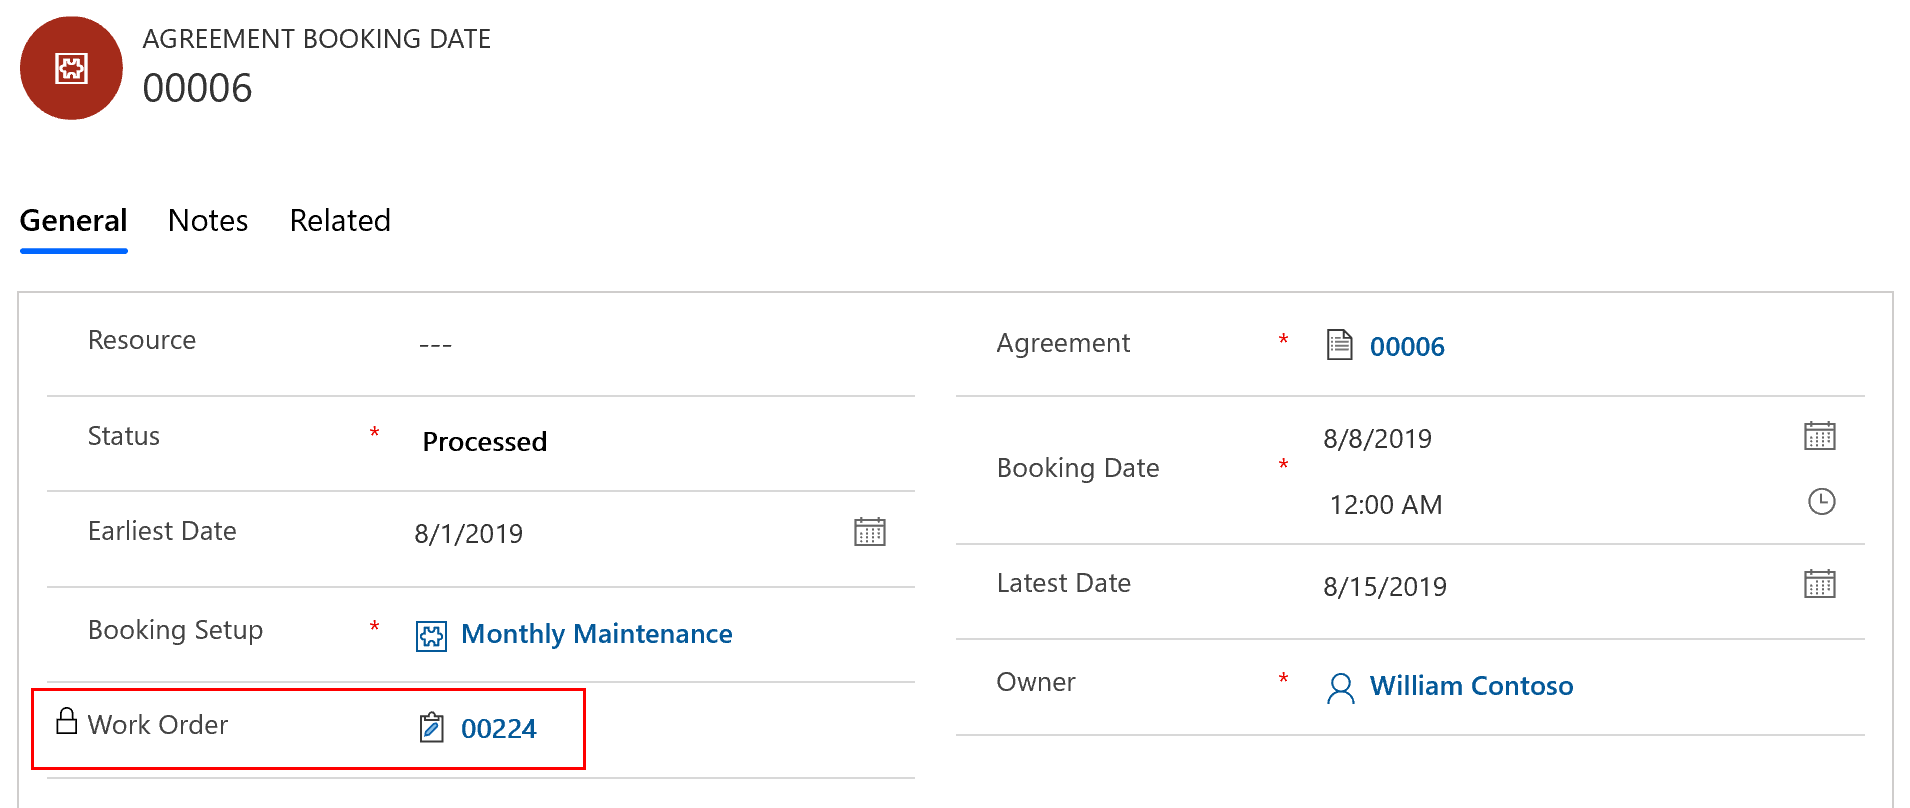 AGREEMENT BOOKING DATE
00006
General Notes Related
Resource ---
Agreement * 00006
Status * Processed
Booking Date * 8/8/2019
12:00 AM
Earliest Date 8/1/2019
Latest Date 8/15/2019
Booking Setup * Monthly Maintenance
Owner * William Contoso
Work Order 00224